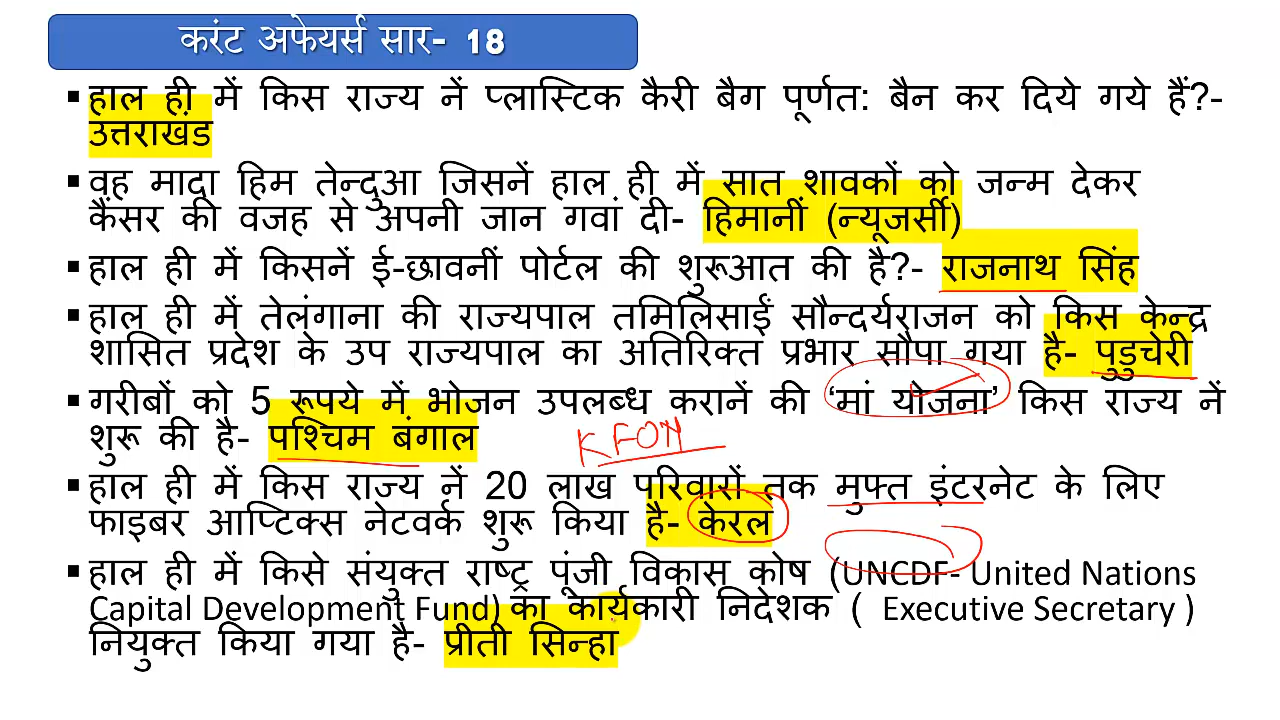 करंट अफेयर्स सार- 18
▪ हाल ही में किस राज्य नें प्लास्टिक कैरी बैग पूर्णत: बैन कर दिये गये हैं?-
उत्तराखंड
▪ वह मादा हिम तेन्दुआ जिसनें हाल ही में सात शावकों को जन्म देकर
कैंसर की वजह से अपनी जान गवां दी- हिमानीं (न्यूजर्सी)
▪ हाल ही में किसनें ई-छावनीं पोर्टल की शुरूआत की है?- राजनाथ सिंह
▪ हाल ही में तेलंगाना की राज्यपाल तमिलिसाईं सौन्दर्यराजन को किस केन्द्र
शासित प्रदेश के उप राज्यपाल का अतिरिक्त प्रभार सौपा गया है- पुडुचेरी
▪ गरीबों को 5 रूपये में भोजन उपलब्ध करानें की ‘मां योजना’ किस राज्य नें
शुरू की है- पश्चिम बंगाल
KFON
▪ हाल ही में किस राज्य नें 20 लाख परिवारों तक मुफ्त इंटरनेट के लिए
फाइबर आप्टिक्स नेटवर्क शुरू किया है- केरल
▪ हाल ही में किसे संयुक्त राष्ट्र पूंजी विकास कोष (UNCDF- United Nations
Capital Development Fund) का कार्यकारी निदेशक ( Executive Secretary )
नियुक्त किया गया है- प्रीती सिन्हा